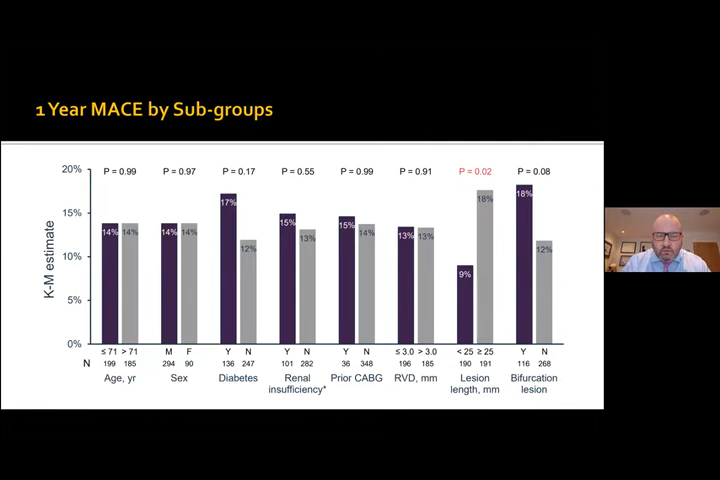 1 Year MACE by Sub-groups
20%
15%
10%
5%
0%
K-M estimate
P = 0.99 P = 0.97 P = 0.17 P = 0.55 P = 0.99 P = 0.91 P = 0.02 P = 0.08
14% 14% 14% 14% 17% 12% 15% 13% 15% 14% 13% 13% 9% 18% 18% 12%
≤ 71 > 71 M F Y N Y N Y N ≤ 3.0 > 3.0 < 25 ≥ 25 Y N
N 199 185 294 90 136 247 101 282 36 348 196 185 190 191 116 268
Age, yr Sex Diabetes Renal Prior CABG RVD, mm Lesion Bifurcation
insufficiency* length, mm lesion